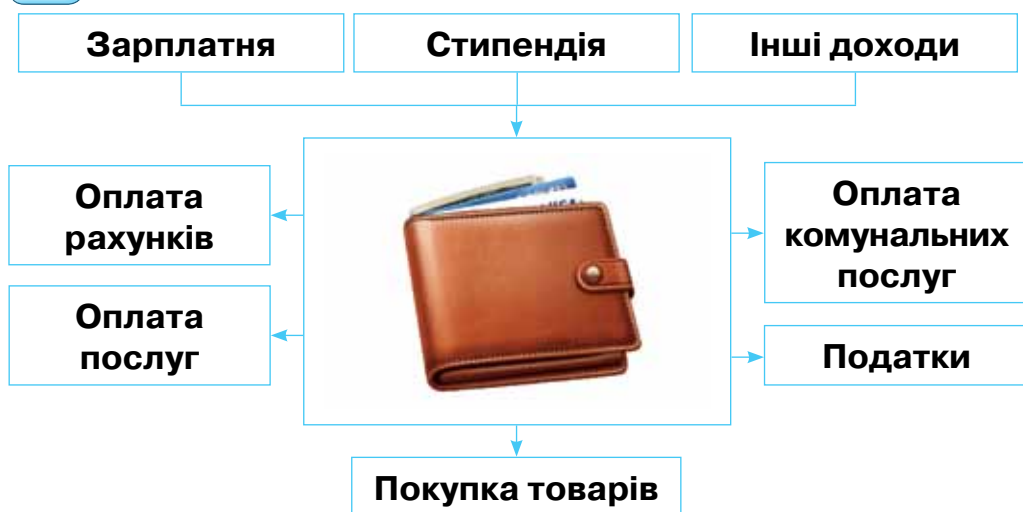 Зарплатня
Стипендія
Інші доходи
Оплата
рахунків
Оплата
комунальних
послуг
Оплата
послуг
Податки
Покупка товарів